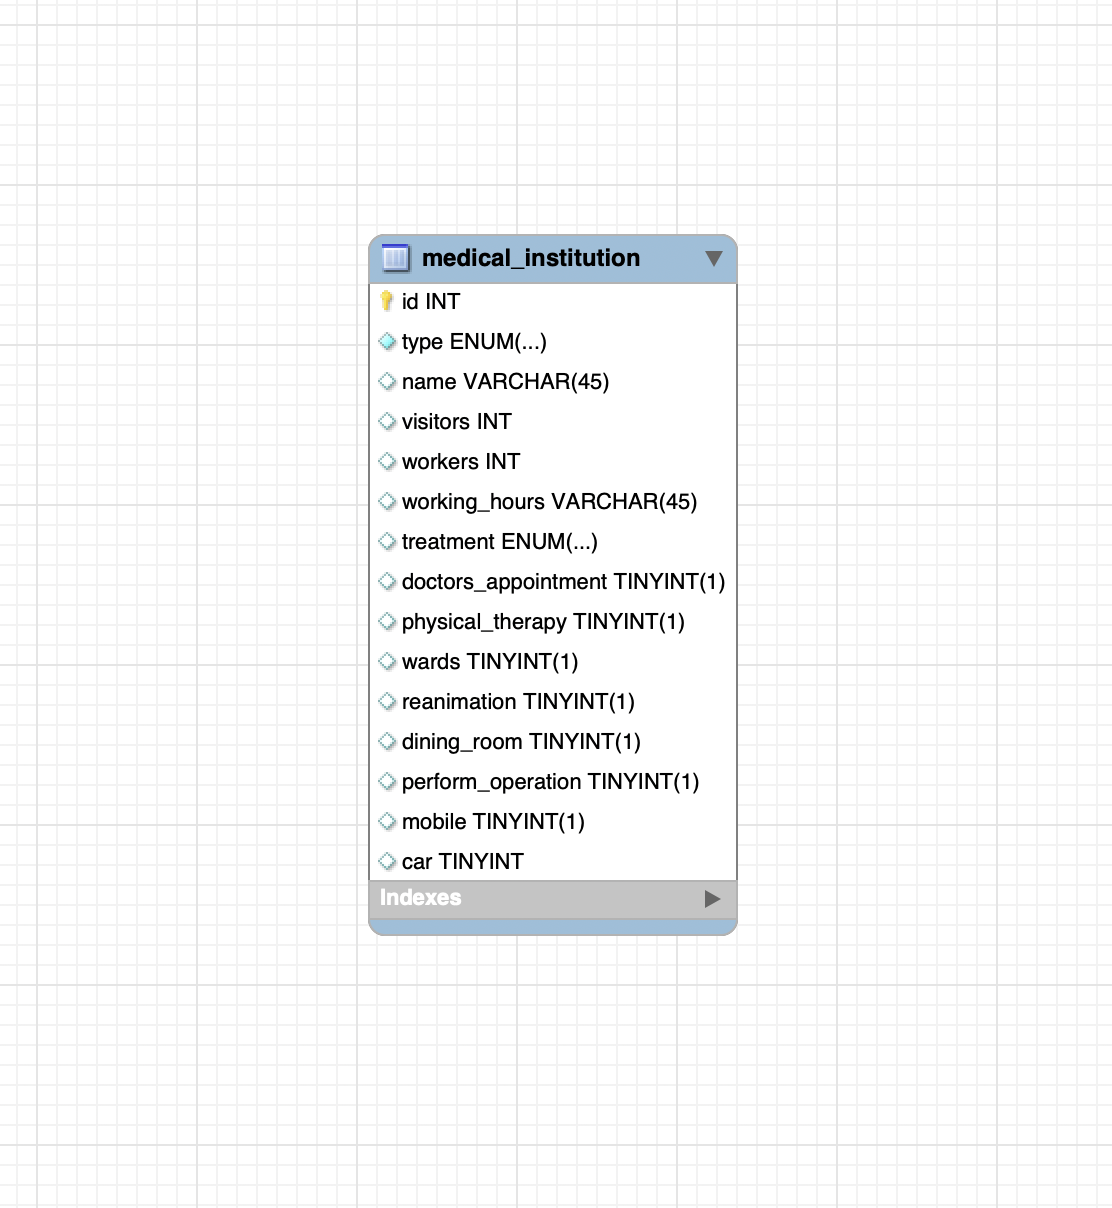 medical_institution
id INT
type ENUM(...)
name VARCHAR(45)
visitors INT
workers INT
working_hours VARCHAR(45)
treatment ENUM(...)
doctors_appointment TINYINT(1)
physical_therapy TINYINT(1)
wards TINYINT(1)
reanimation TINYINT(1)
dining_room TINYINT(1)
perform_operation TINYINT(1)
mobile TINYINT(1)
car TINYINT
Indexes